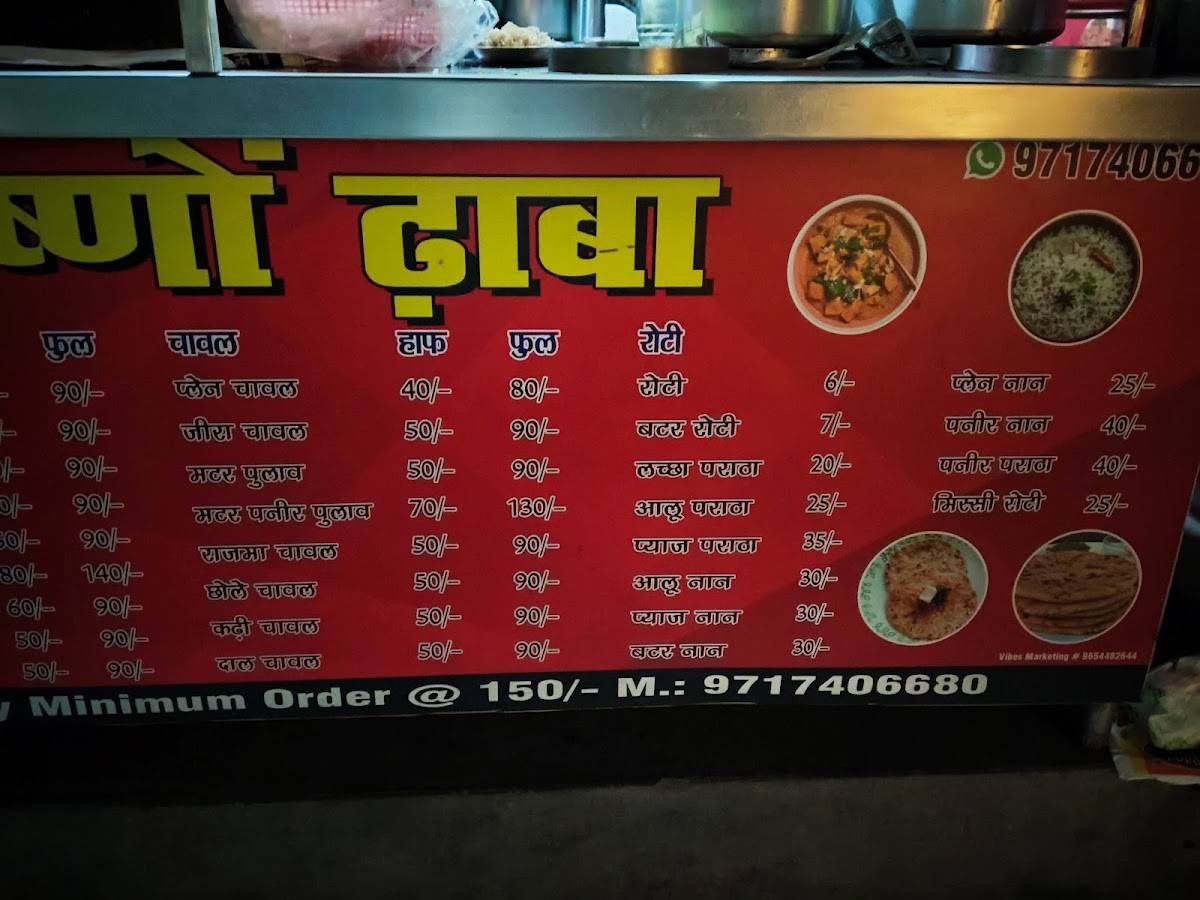 97174066
ष्णों ढ़ाबा
फुल चावल हाफ फुल रोटी
90/- प्लेन चावल 40/- 80/- रोटी 6/- प्लेन नान 25/-
90/- जीरा चावल 50/- 90/- बटर रोटी 7/- पनीर नान 40/-
90/- मटर पुलाव 50/- 90/- लच्छा पराठा 20/- पनीर पराठा 40/-
90/- मटर पनीर पुलाव 70/- 130/- आलू पराठा 25/- मिस्सी रोटी 25/-
90/- राजमा चावल 50/- 90/- प्याज पराठा 35/-
80/- 140/- छोले चावल 50/- 90/- आलू नान 30/-
60/- 90/- कढ़ी चावल 50/- 90/- प्याज नान 30/-
50/- 90/- दाल चावल 50/- 90/- बटर नान 30/-
50/- 90/-
Vibes Marketing # 9654492644
Minimum Order @ 150/- M.: 9717406680